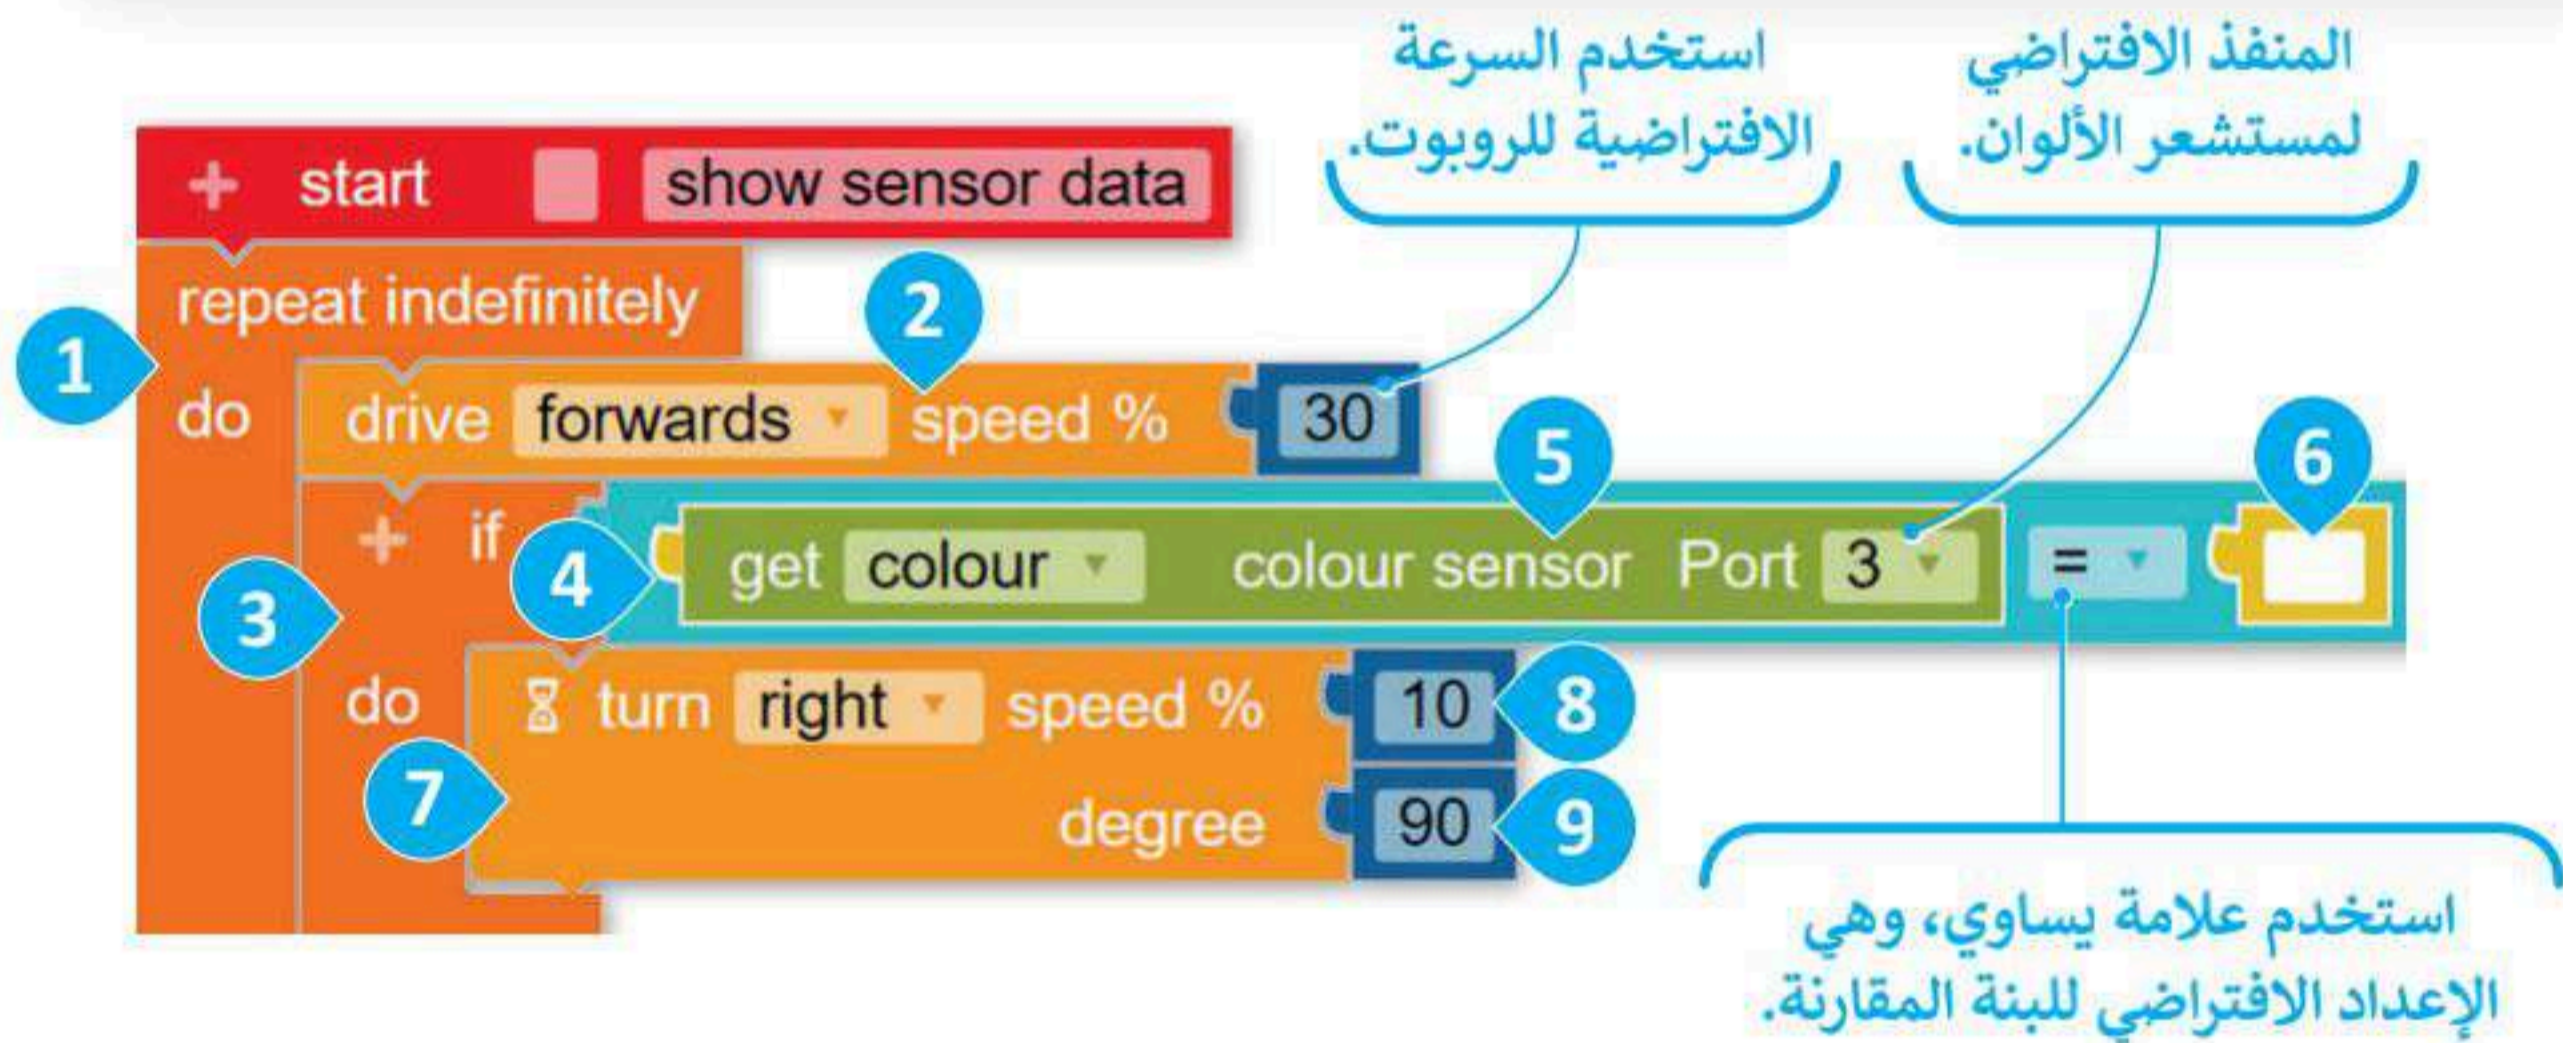 استخدم السرعة
الافتراضية للروبوت.
المنفذ الافتراضي
لمستشعر الألوان.
+ start show sensor data
repeat indefinitely
1
2
do drive forwards speed % 30
3
+ if
4
get colour colour sensor Port 3 =
5
6
do turn right speed % 10
8
7
degree 90
9
استخدم علامة يساوي، وهي
الإعداد الافتراضي للبنة المقارنة.